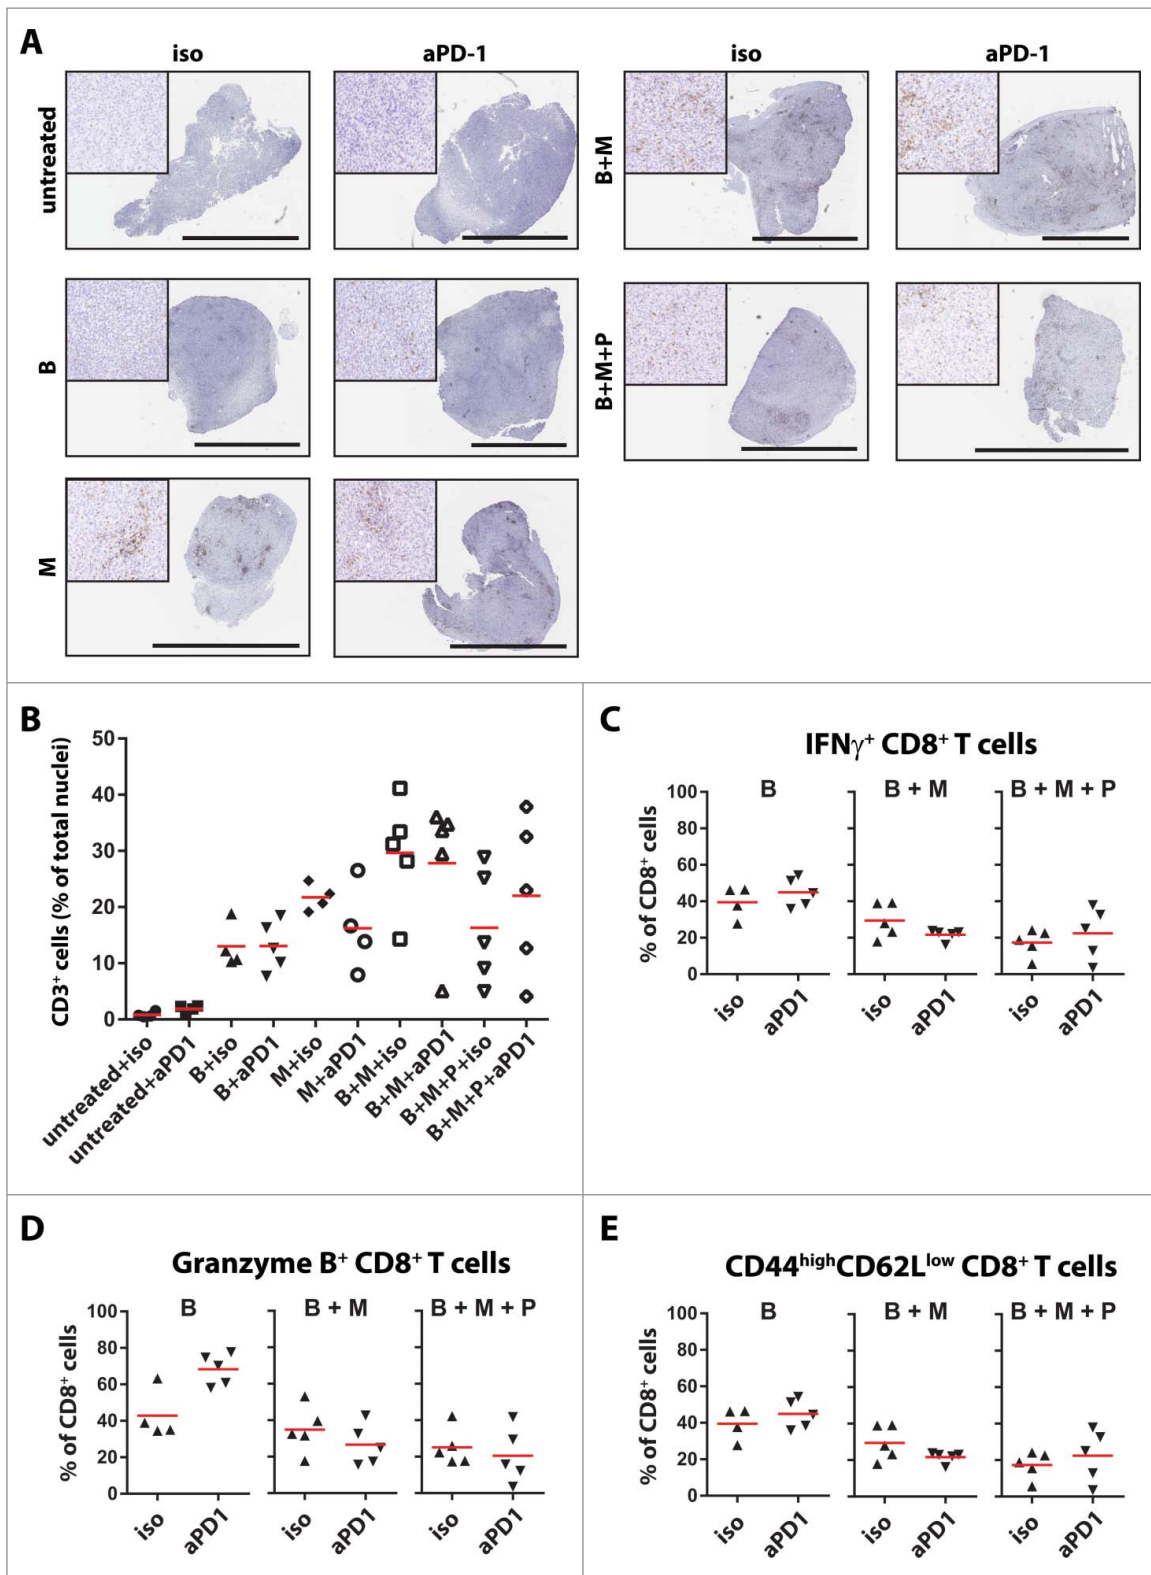 A
iso aPD-1 iso aPD-1
untreated
B+M
B
B+M+P
M
B
CD3+ cells (% of total nuclei)
50
40
30
20
10
0
untreated+iso
untreated+aPD1
B+iso
B+aPD1
M+iso
M+aPD1
B+M+iso
B+M+aPD1
B+M+P+iso
B+M+P+aPD1
C
IFNγ+ CD8+ T cells
B B + M B + M + P
% of CD8+ cells
100
80
60
40
20
0
iso aPD1 iso aPD1 iso aPD1
D
Granzyme B+ CD8+ T cells
B B + M B + M + P
% of CD8+ cells
100
80
60
40
20
0
iso aPD1 iso aPD1 iso aPD1
E
CD44highCD62Llow CD8+ T cells
B B + M B + M + P
% of CD8+ cells
100
80
60
40
20
0
iso aPD1 iso aPD1 iso aPD1